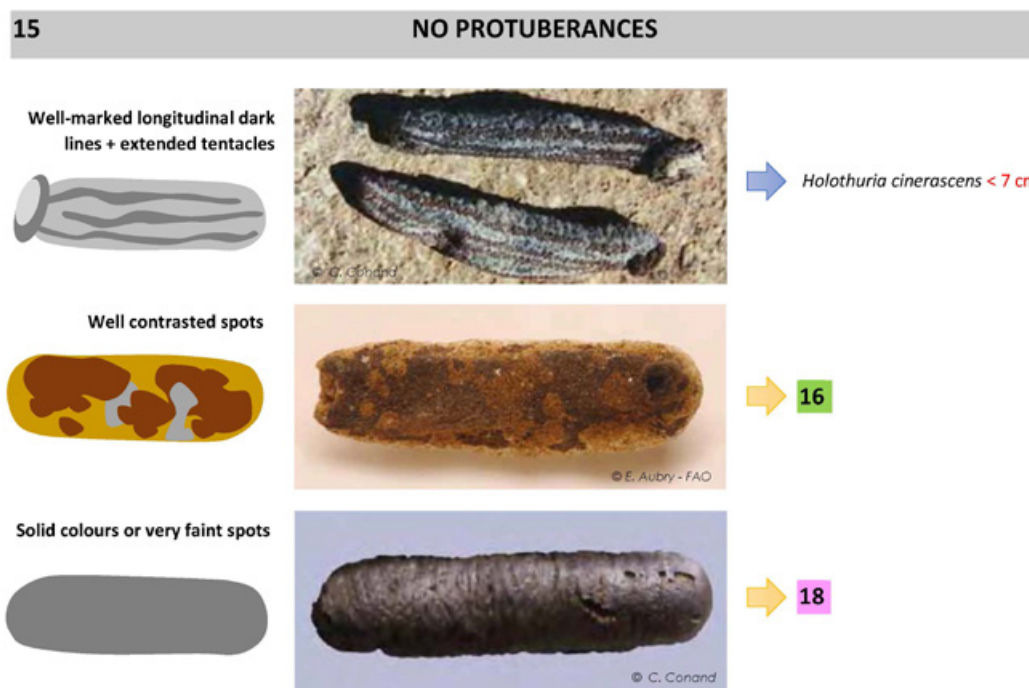 15 NO PROTUBERANCES
Well-marked longitudinal dark
lines + extended tentacles
© C. Conand
Holothuria cinerascens < 7 cm
Well contrasted spots
© E. Aubry - FAO
16
Solid colours or very faint spots
© C. Conand
18